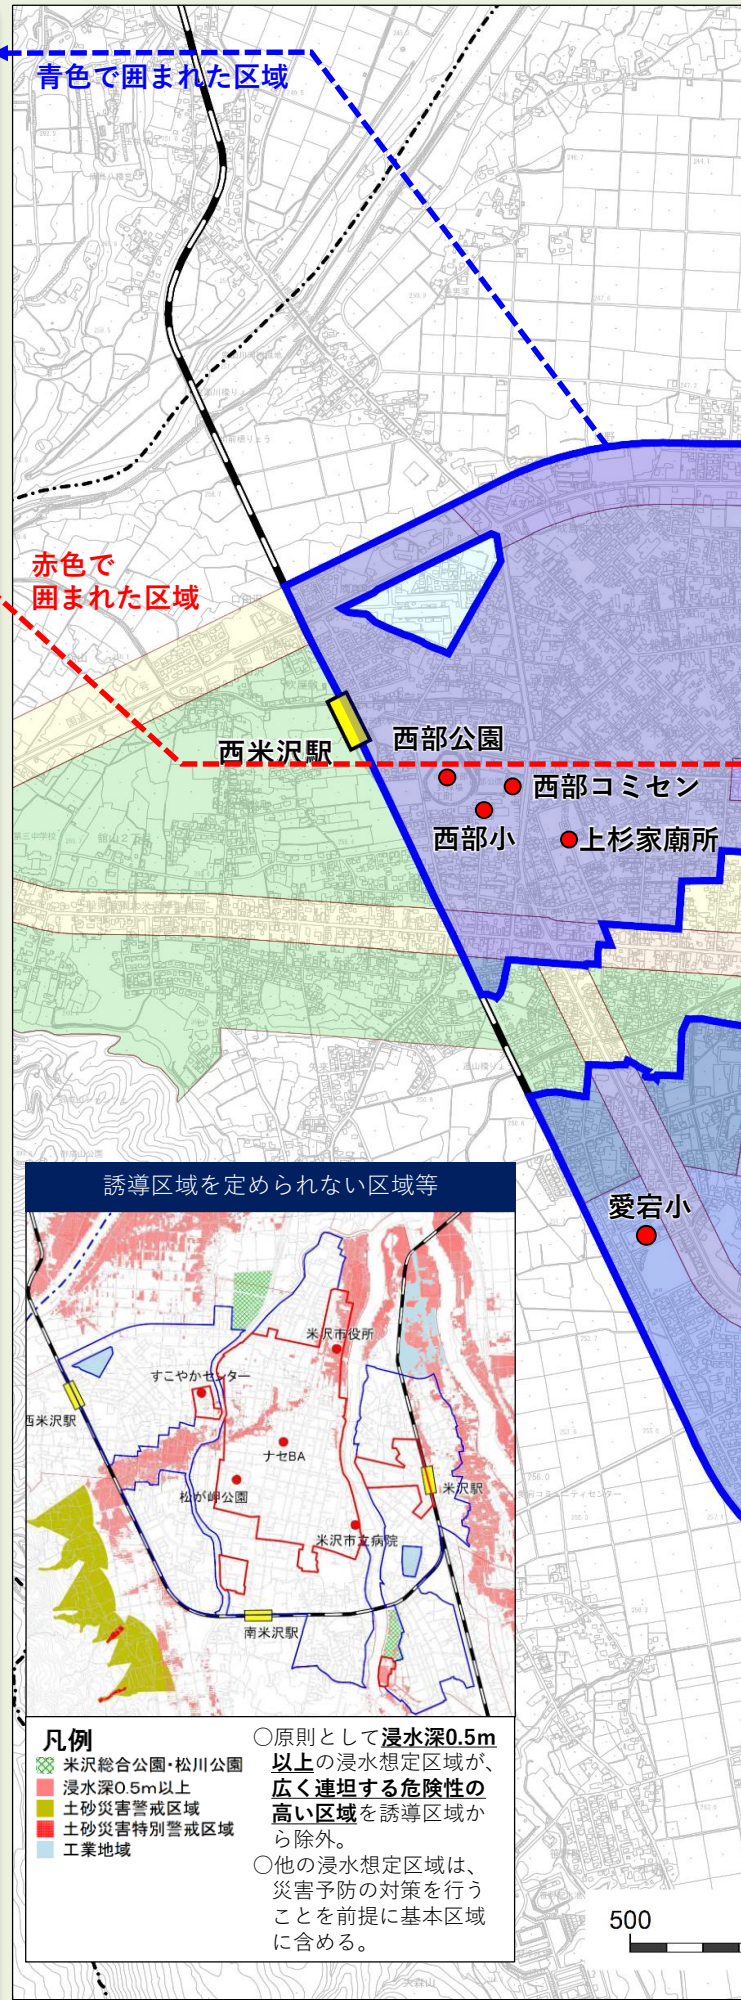 青色で囲まれた区域
赤色で
囲まれた区域
西米沢駅
西部公園
西部コミセン
西部小
上杉家廟所
愛宕小
誘導区域を定められない区域等
米沢市役所
すこやかセンター
西米沢駅
ナセBA
松が岬公園
米沢駅
米沢市立病院
南米沢駅
凡例
米沢総合公園・松川公園
浸水深0.5m以上
土砂災害警戒区域
土砂災害特別警戒区域
工業地域
○原則として浸水深0.5m
以上の浸水想定区域が、
広く連坦する危険性の
高い区域を誘導区域か
ら除外。
○他の浸水想定区域は、
災害予防の対策を行う
ことを前提に基本区域
に含める。
500